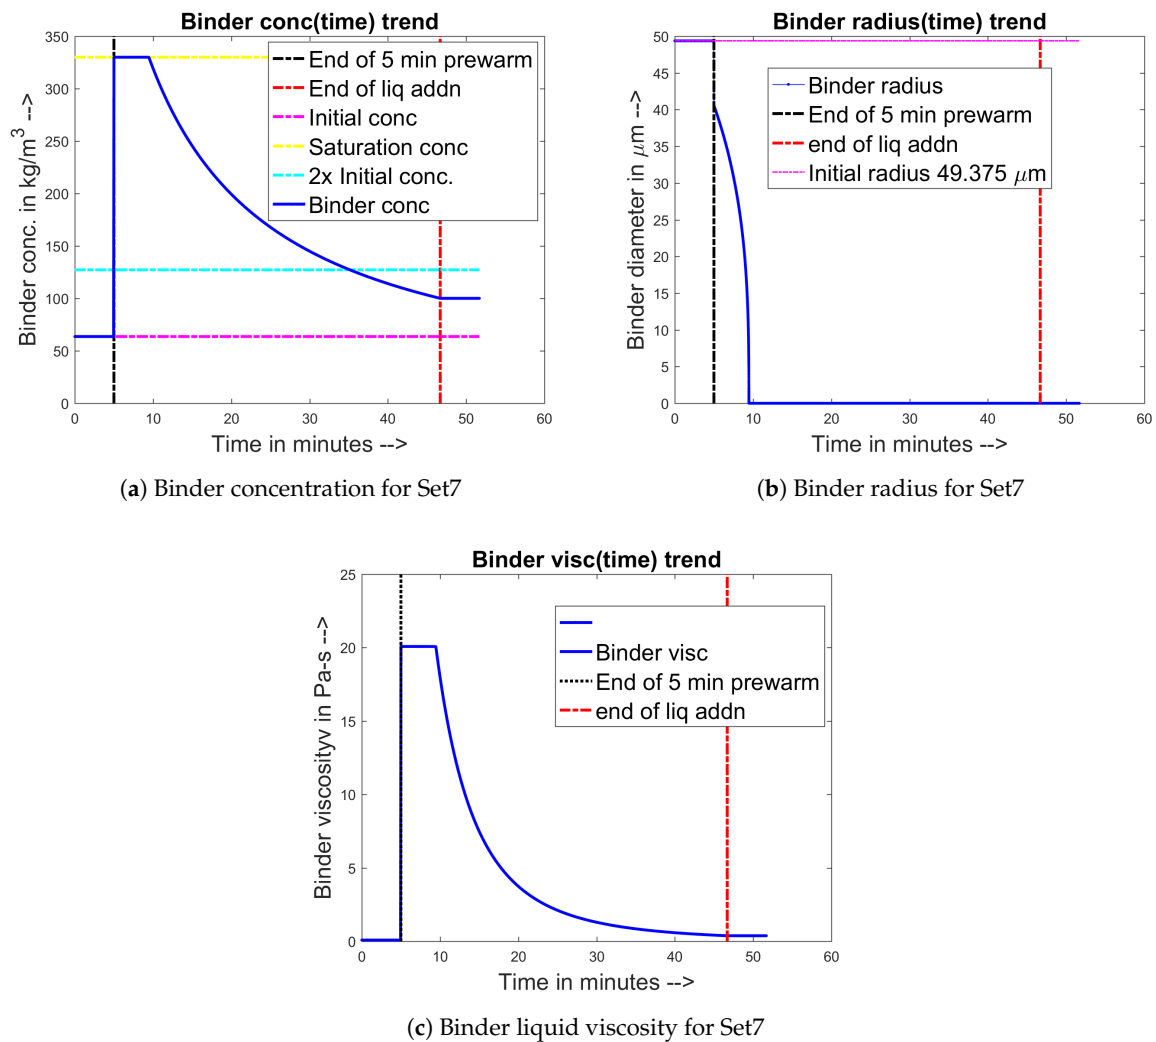 Binder conc(time) trend
350
300
250
200
150
100
50
0
0 10 20 30 40 50 60
Binder conc. in kg/m³ -->
Time in minutes -->
End of 5 min prewarm
End of liq addn
Initial conc
Saturation conc
2x Initial conc.
Binder conc
(a) Binder concentration for Set7
Binder radius(time) trend
50
45
40
35
30
25
20
15
10
5
0
0 10 20 30 40 50 60
Binder diameter in μm -->
Time in minutes -->
Binder radius
End of 5 min prewarm
end of liq addn
Initial radius 49.375 μm
(b) Binder radius for Set7
Binder visc(time) trend
25
20
15
10
5
0
0 10 20 30 40 50 60
Binder viscosityv in Pa-s -->
Time in minutes -->
Binder visc
End of 5 min prewarm
end of liq addn
(c) Binder liquid viscosity for Set7